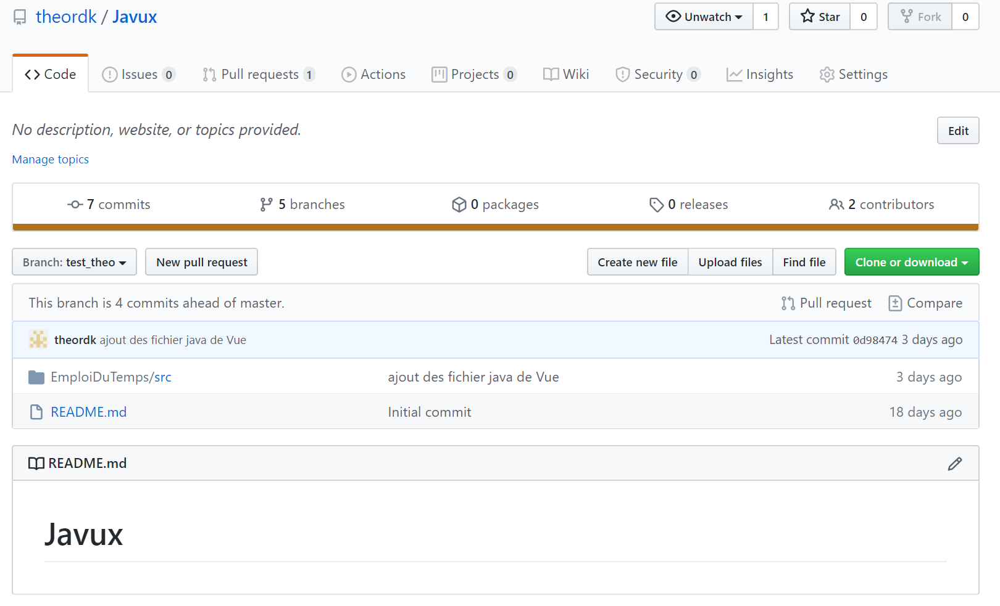 theordk / Javux
Unwatch 1 Star 0 Fork 0
Code Issues 0 Pull requests 1 Actions Projects 0 Wiki Security 0 Insights Settings
No description, website, or topics provided. Edit
Manage topics
7 commits 5 branches 0 packages 0 releases 2 contributors
Branch: test_theo New pull request Create new file Upload files Find file Clone or download
This branch is 4 commits ahead of master. Pull request Compare
theordk ajout des fichier java de Vue Latest commit 0d98474 3 days ago
EmploiDuTemps/src ajout des fichier java de Vue 3 days ago
README.md Initial commit 18 days ago
README.md
Javux